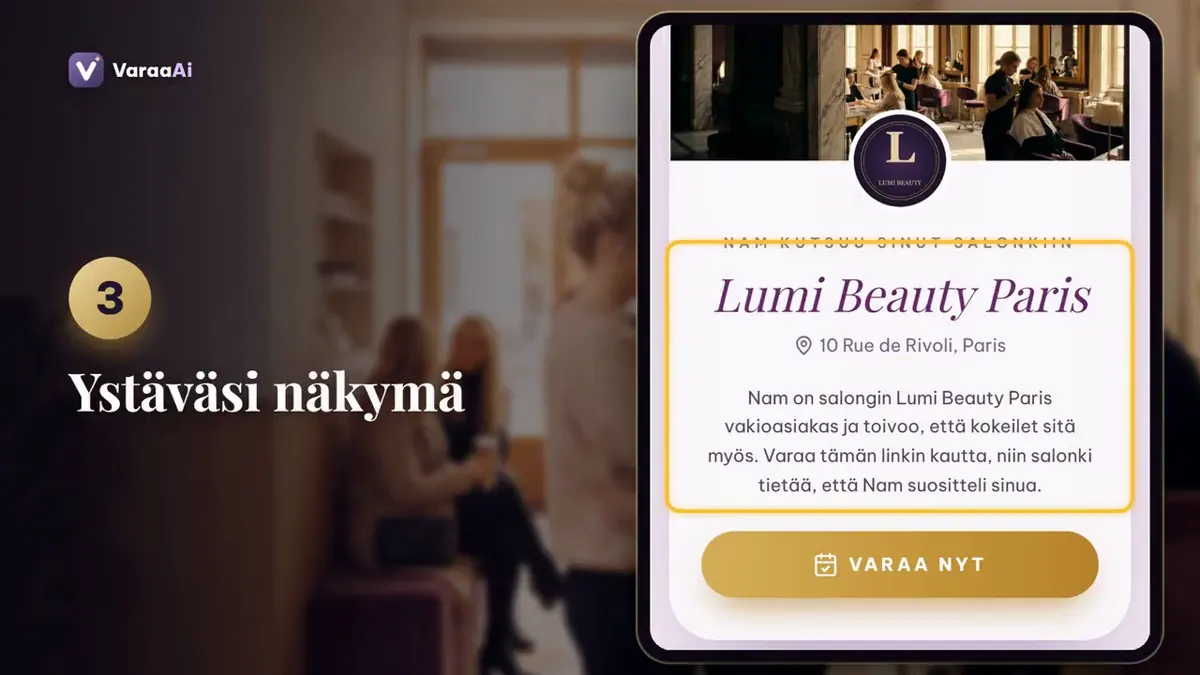 VaraaAi
3
Ystäväsi näkymä
L
LUMI BEAUTY
NAM KUTSUU SINUT SALONKIIN
Lumi Beauty Paris
10 Rue de Rivoli, Paris
Nam on salongin Lumi Beauty Paris
vakioasiakas ja toivoo, että kokeilet sitä
myös. Varaa tämän linkin kautta, niin salonki
tietää, että Nam suositteli sinua.
VARAA NYT